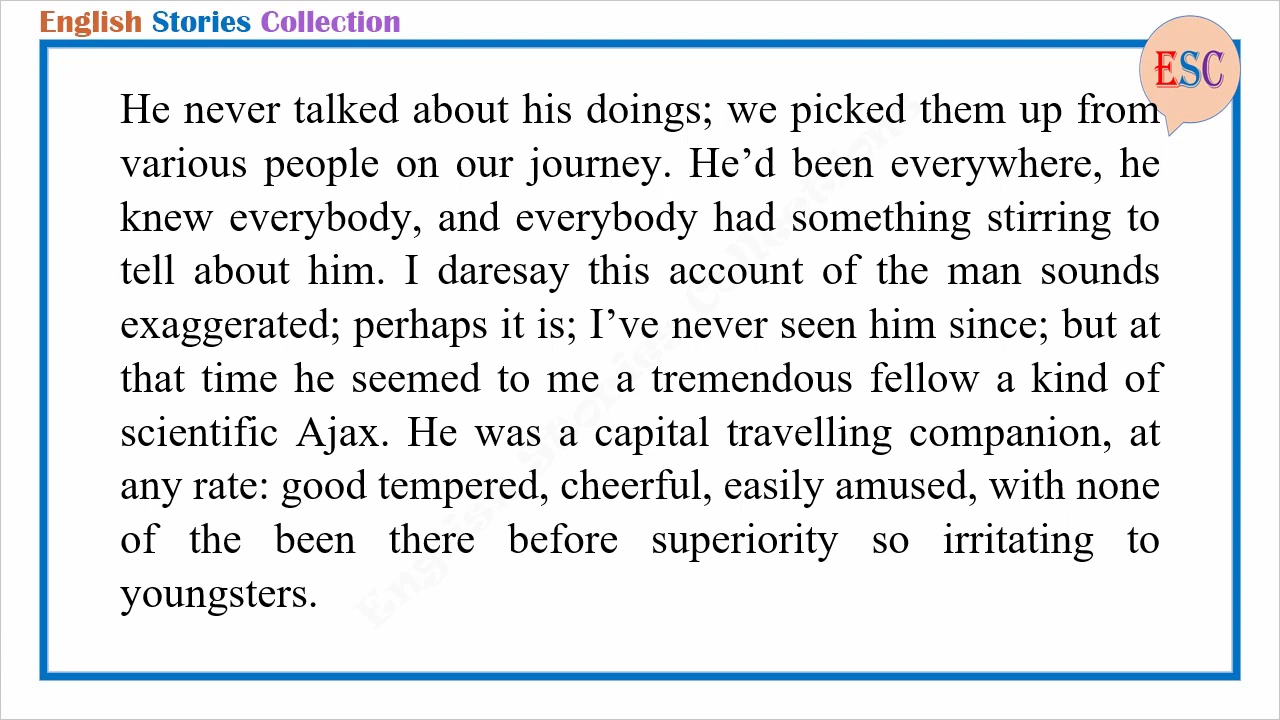 English Stories Collection
ESC
He never talked about his doings; we picked them up from
various people on our journey. He’d been everywhere, he
knew everybody, and everybody had something stirring to
tell about him. I daresay this account of the man sounds
exaggerated; perhaps it is; I’ve never seen him since; but at
that time he seemed to me a tremendous fellow a kind of
scientific Ajax. He was a capital travelling companion, at
any rate: good tempered, cheerful, easily amused, with none
of the been there before superiority so irritating to
youngsters.
English Stories Collections